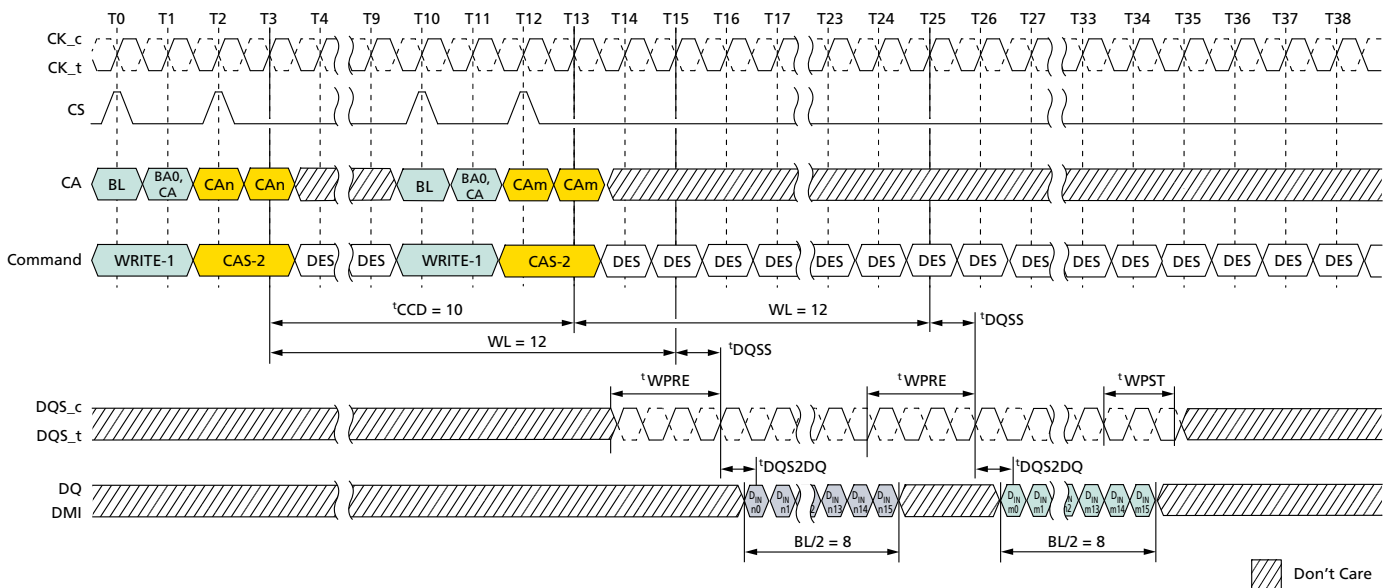 T0 T1 T2 T3 T4 T9 T10 T11 T12 T13 T14 T15 T16 T17 T23 T24 T25 T26 T27 T33 T34 T35 T36 T37 T38
CK_c
CK_t
CS
CA BL BA0, CA CAn CAn BL BA0, CA CAm CAm
Command WRITE-1 CAS-2 DES DES WRITE-1 CAS-2 DES DES DES DES DES DES DES DES DES DES DES DES DES DES DES
tCCD = 10 WL = 12 tDQSS
WL = 12 tDQSS
tWPRE tWPRE tWPST
DQS_c
DQS_t
tDQS2DQ tDQS2DQ
DQ DIN n0 DIN n1 DIN n13 DIN n14 DIN n15 DIN m0 DIN m1 DIN m13 DIN m14 DIN m15
DMI
BL/2 = 8 BL/2 = 8
Don't Care